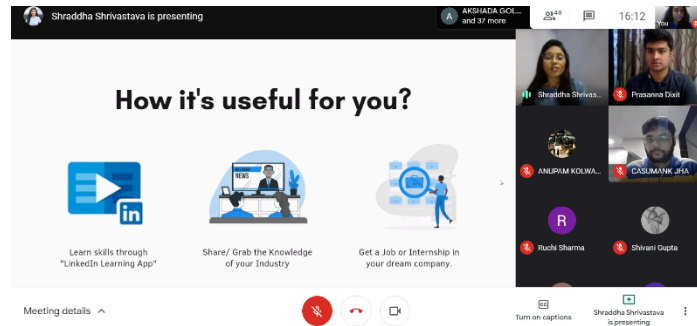 Shraddha Shrivastava is presenting
A
AKSHADA GOL...
and 37 more
48
16:12
You
How it's useful for you?
in
NEWS
Learn skills through
"LinkedIn Learning App"
Share/ Grab the Knowledge
of your Industry
Get a Job or Internship in
your dream company.
Shraddha Shrivas...
Prasanna Dixit
ANUPAM KOLWA...
CASUMANK JHA
R
Ruchi Sharma
Shivani Gupta
Meeting details
Turn on captions
Shraddha Shrivastava
is presenting